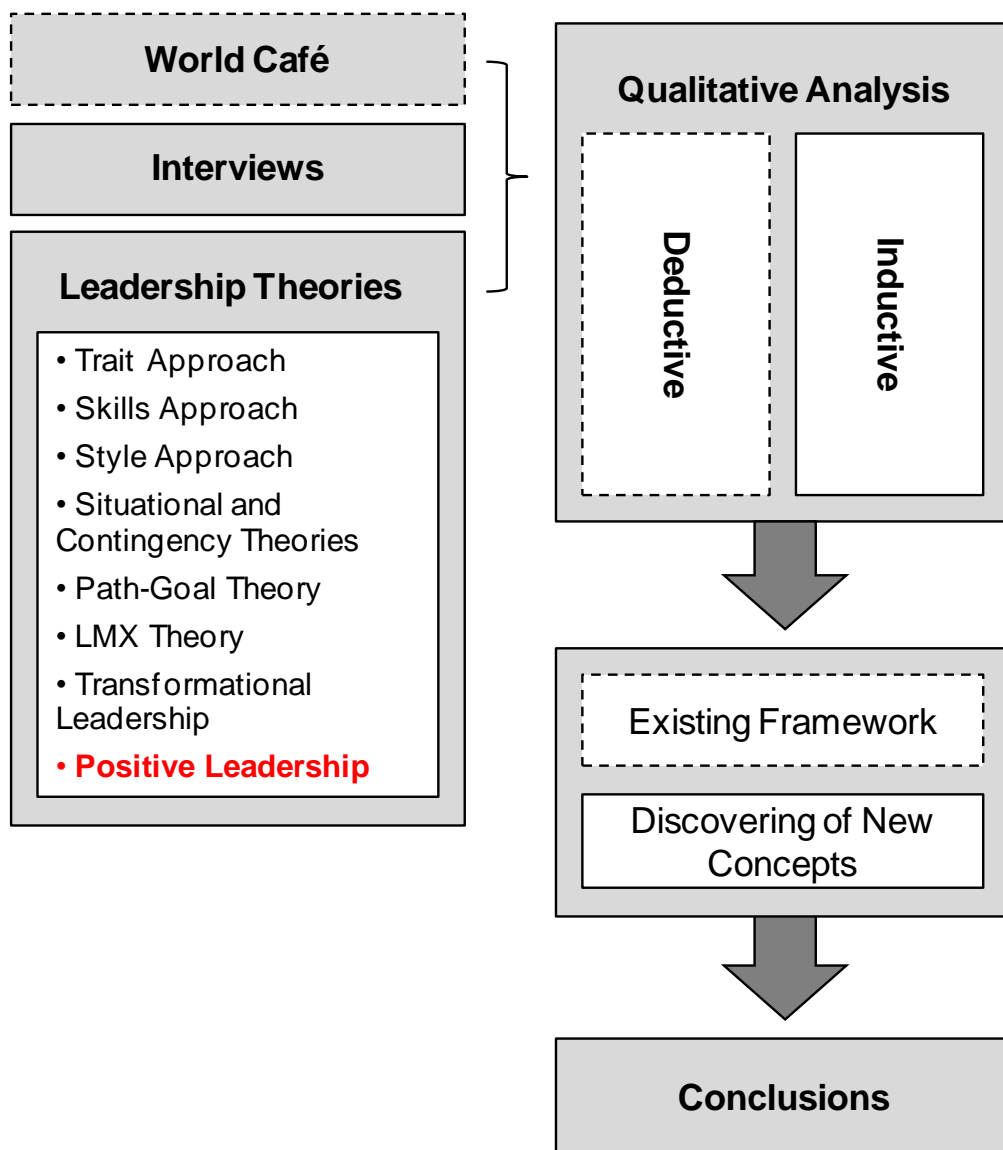 World Café
Interviews
Leadership Theories
• Trait Approach
• Skills Approach
• Style Approach
• Situational and
Contingency Theories
• Path-Goal Theory
• LMX Theory
• Transformational
Leadership
• Positive Leadership
Qualitative Analysis
Deductive
Inductive
Existing Framework
Discovering of New
Concepts
Conclusions